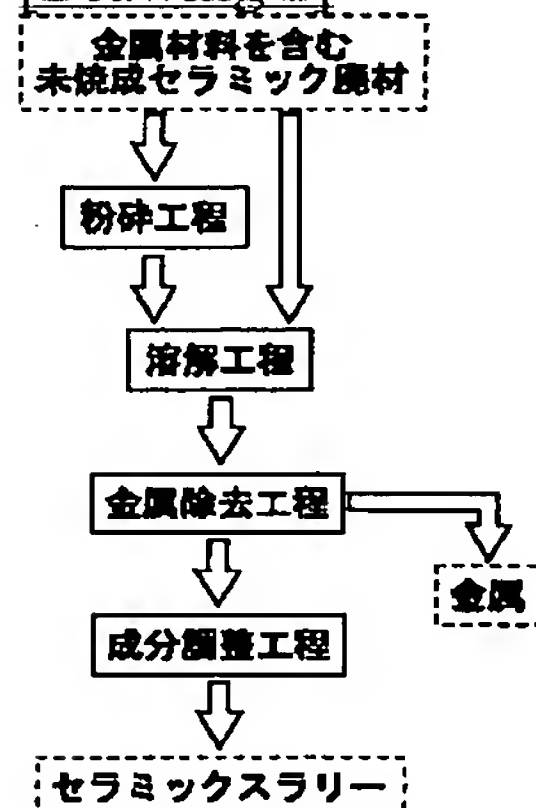 金属材料を含む
未焼成セラミック廃材
粉砕工程
溶解工程
金属除去工程
金属
成分調整工程
セラミックスラリー